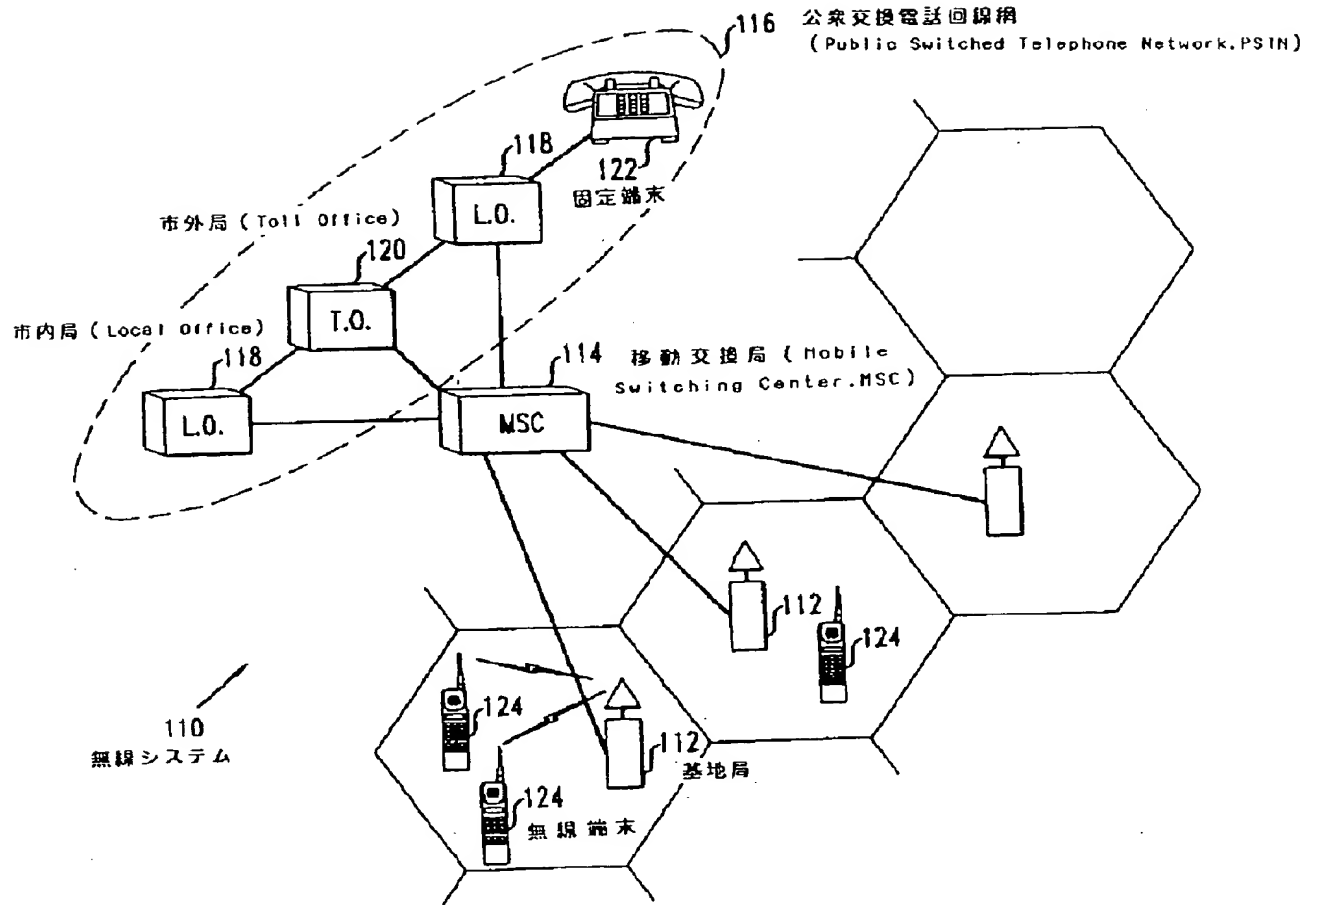 116 公衆交換電話回線網
(Public Switched Telephone Network.PSTN)
118
122
固定端末
L.O.
市外局(Toll Office)
120
T.O.
市内局(Local Office)
118
L.O.
114 移動交換局(Mobile
Switching Center.MSC)
MSC
112
124
124
112
基地局
124
無線端末
110
無線システム